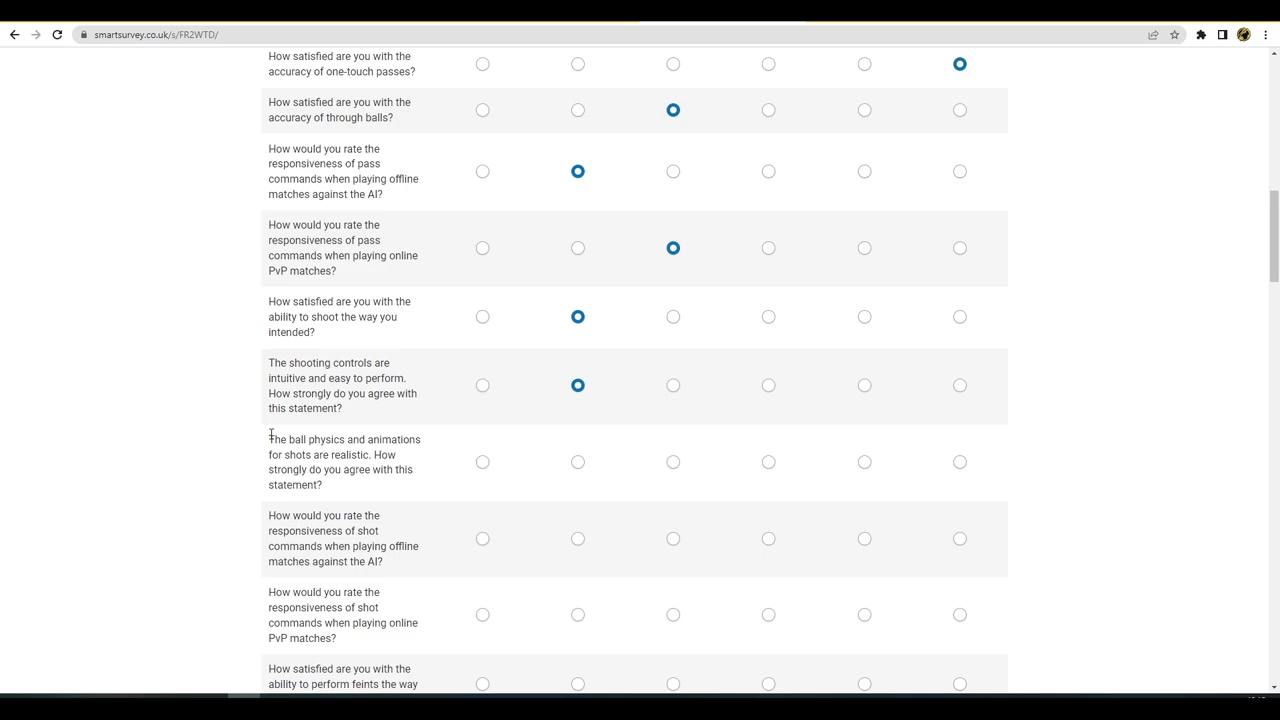 smartsurvey.co.uk/s/FR2WTD/
How satisfied are you with the
accuracy of one-touch passes?
How satisfied are you with the
accuracy of through balls?
How would you rate the
responsiveness of pass
commands when playing offline
matches against the AI?
How would you rate the
responsiveness of pass
commands when playing online
PvP matches?
How satisfied are you with the
ability to shoot the way you
intended?
The shooting controls are
intuitive and easy to perform.
How strongly do you agree with
this statement?
The ball physics and animations
for shots are realistic. How
strongly do you agree with this
statement?
How would you rate the
responsiveness of shot
commands when playing offline
matches against the AI?
How would you rate the
responsiveness of shot
commands when playing online
PvP matches?
How satisfied are you with the
ability to perform feints the way